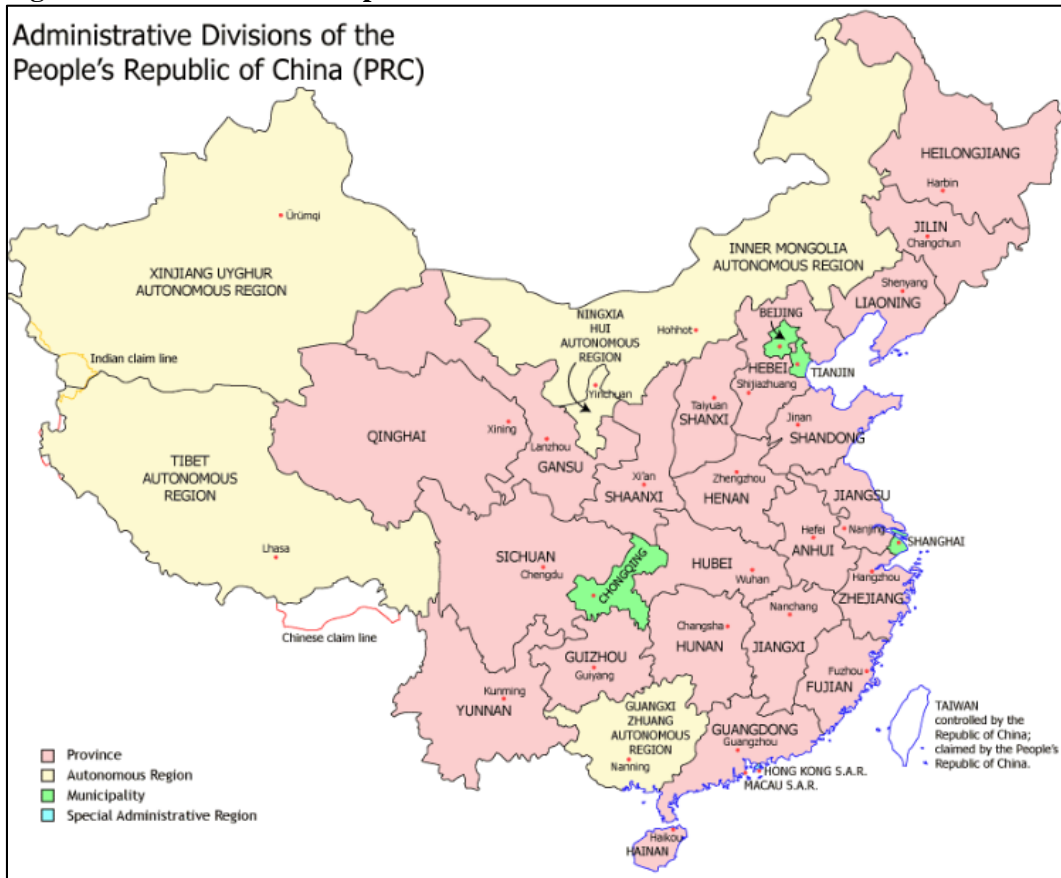 Administrative Divisions of the
People's Republic of China (PRC)
HEILONGJIANG
Harbin
JILIN
Changchun
Ürümqi
INNER MONGOLIA
AUTONOMOUS REGION
XINJIANG UYGHUR
AUTONOMOUS REGION
Shenyang
LIAONING
NINGXIA
HUI
AUTONOMOUS
REGION
BEIJING
Hohhot
Indian claim line
HEBEI
TIANJIN
Yinchuan
Shijiazhuang
Taiyuan
SHANXI
Jinan
SHANDONG
QINGHAI
Xining
Lanzhou
GANSU
TIBET
AUTONOMOUS
REGION
Xi'an
SHAANXI
Zhengzhou
HENAN
JIANGSU
Hefei
Nanjing
ANHUI
SHANGHAI
Lhasa
SICHUAN
Chengdu
CHONGQING
HUBEI
Wuhan
Hangzhou
ZHEJIANG
Chinese claim line
Nanchang
Changsha
HUNAN
JIANGXI
GUIZHOU
Guiyang
Fuzhou
FUJIAN
Kunming
YUNNAN
GUANGXI
ZHUANG
AUTONOMOUS
REGION
Nanning
GUANGDONG
Guangzhou
TAIWAN
controlled by the
Republic of China;
claimed by the People's
Republic of China.
HONG KONG S.A.R.
MACAU S.A.R.
Haikou
HAINAN
Province
Autonomous Region
Municipality
Special Administrative Region